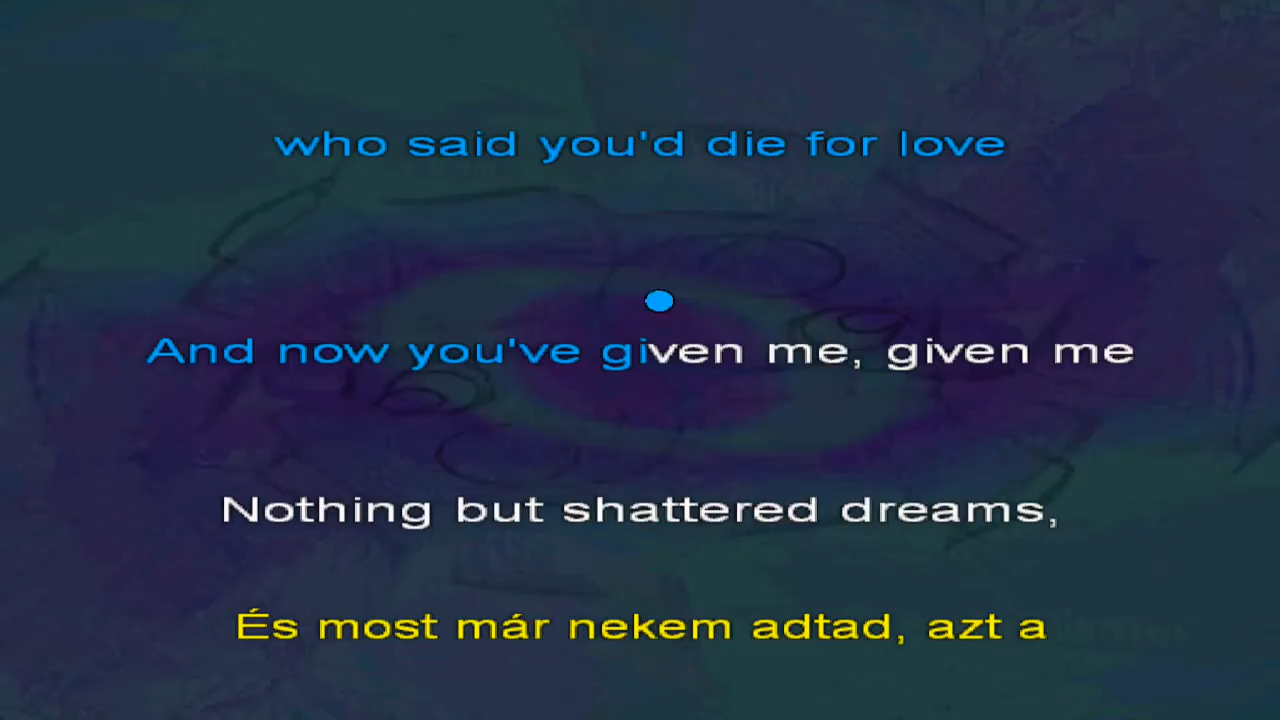 who said you'd die for love
And now you've given me, given me
Nothing but shattered dreams,
És most már nekem adtad, azt a